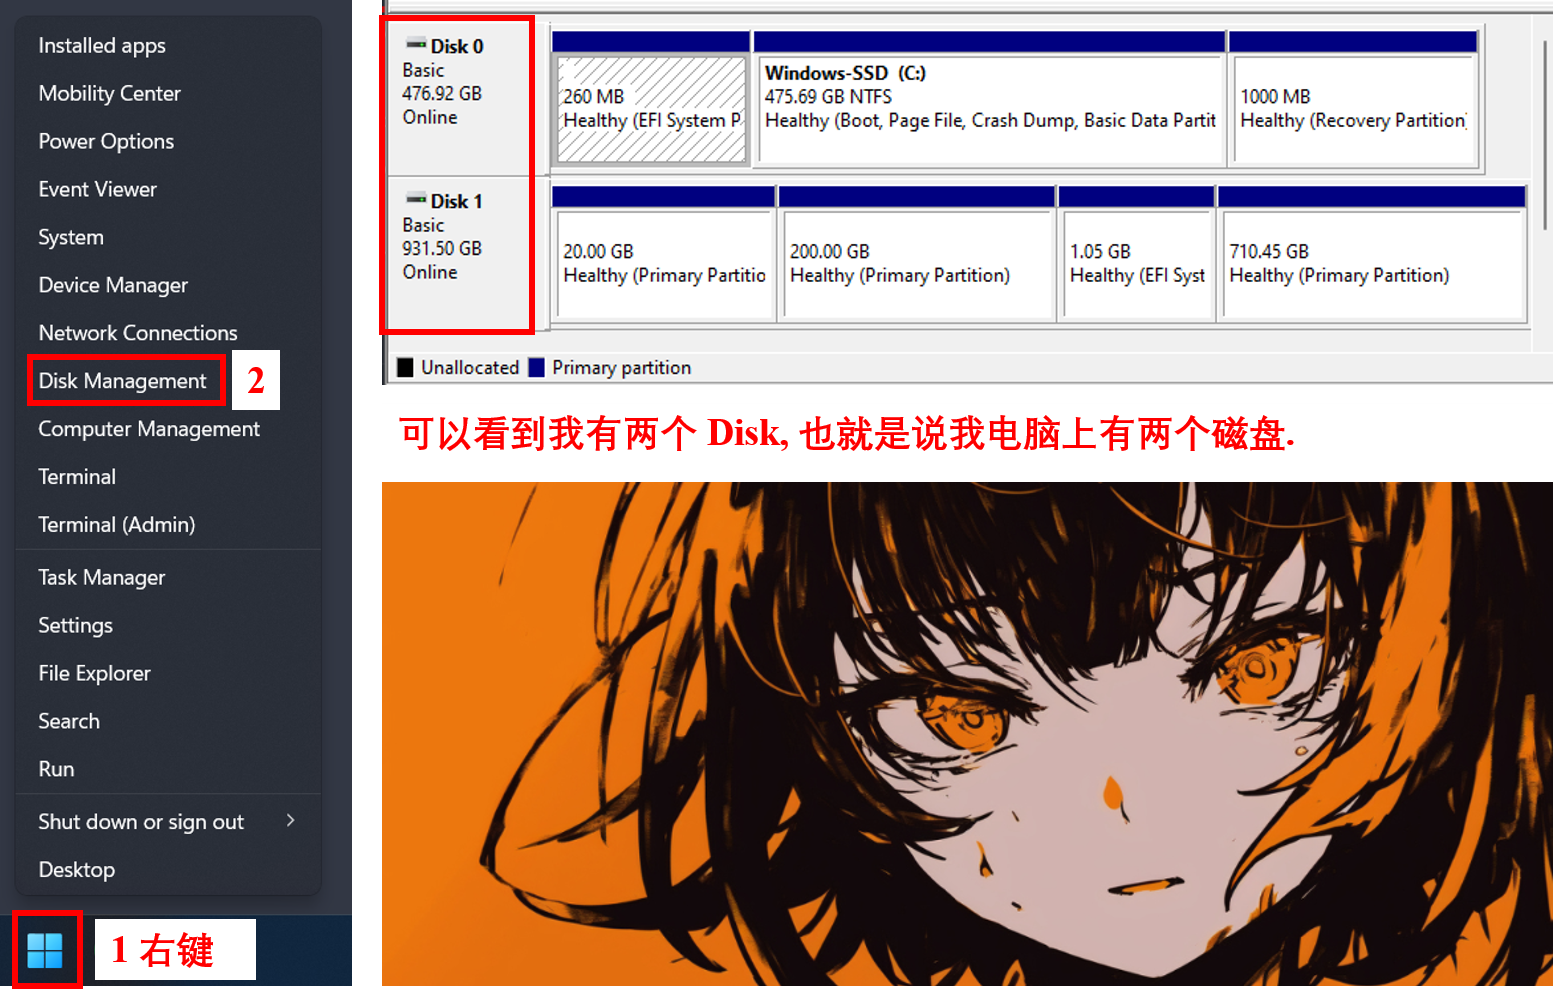 Installed apps
Mobility Center
Power Options
Event Viewer
System
Device Manager
Network Connections
Disk Management
2
Computer Management
Terminal
Terminal (Admin)
Task Manager
Settings
File Explorer
Search
Run
Shut down or sign out
Desktop
1 右键
Disk 0
Basic
476.92 GB
Online
260 MB
Healthy (EFI System P
Windows-SSD (C:)
475.69 GB NTFS
Healthy (Boot, Page File, Crash Dump, Basic Data Partit
1000 MB
Healthy (Recovery Partition)
Disk 1
Basic
931.50 GB
Online
20.00 GB
Healthy (Primary Partitio
200.00 GB
Healthy (Primary Partition)
1.05 GB
Healthy (EFI Syst
710.45 GB
Healthy (Primary Partition)
Unallocated
Primary partition
可以看到我有两个 Disk, 也就是说我电脑上有两个磁盘.